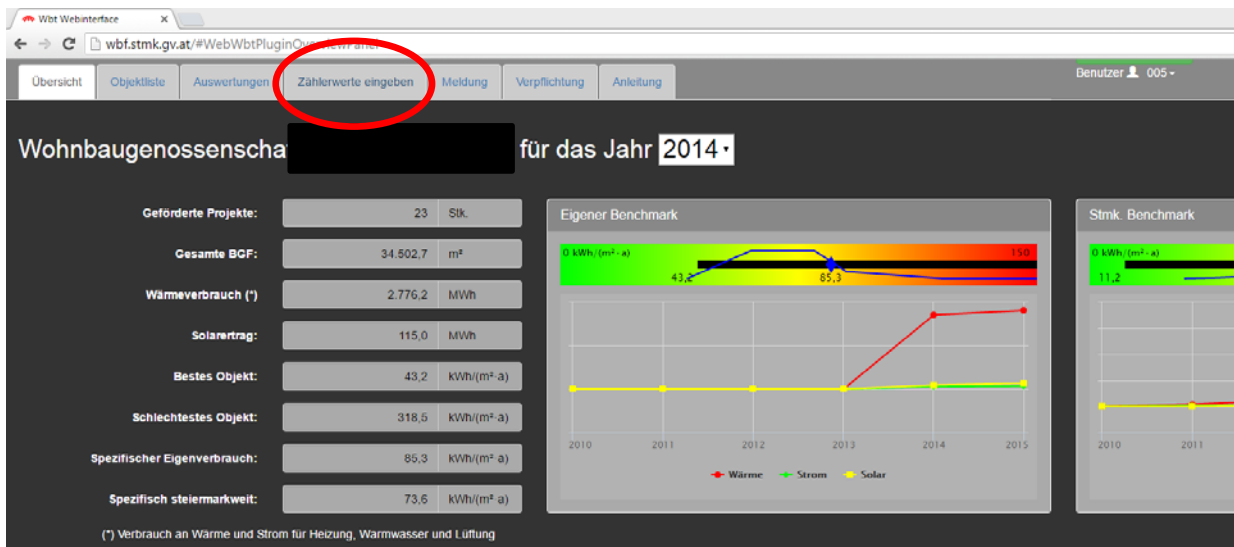 Wbt Webinterface x
wbf.stmk.gv.at/#WebWbtPluginOverviewPanel
Übersicht Objektliste Auswertungen Zählerwerte eingeben Meldung Verpflichtung Anleitung Benutzer 005
Wohnbaugenosscha für das Jahr 2014
Geförderte Projekte: 23 Stk.
Gesamte BGF: 34.502,7 m²
Wärmeverbrauch (*) 2.776,2 MWh
Solarertrag: 115,0 MWh
Bestes Objekt: 43,2 kWh/(m²·a)
Schlechtestes Objekt: 318,5 kWh/(m²·a)
Spezifischer Eigenverbrauch: 85,3 kWh/(m²·a)
Spezifisch steiermarkweit: 73,6 kWh/(m²·a)
(*) Verbrauch an Wärme und Strom für Heizung, Warmwasser und Lüftung
Eigener Benchmark
0 kWh/(m²·a) 150
43,2 85,3
2010 2011 2012 2013 2014 2015
Wärme Strom Solar
Stmk. Benchmark
0 kWh/(m²·a)
11,2
2010 2011